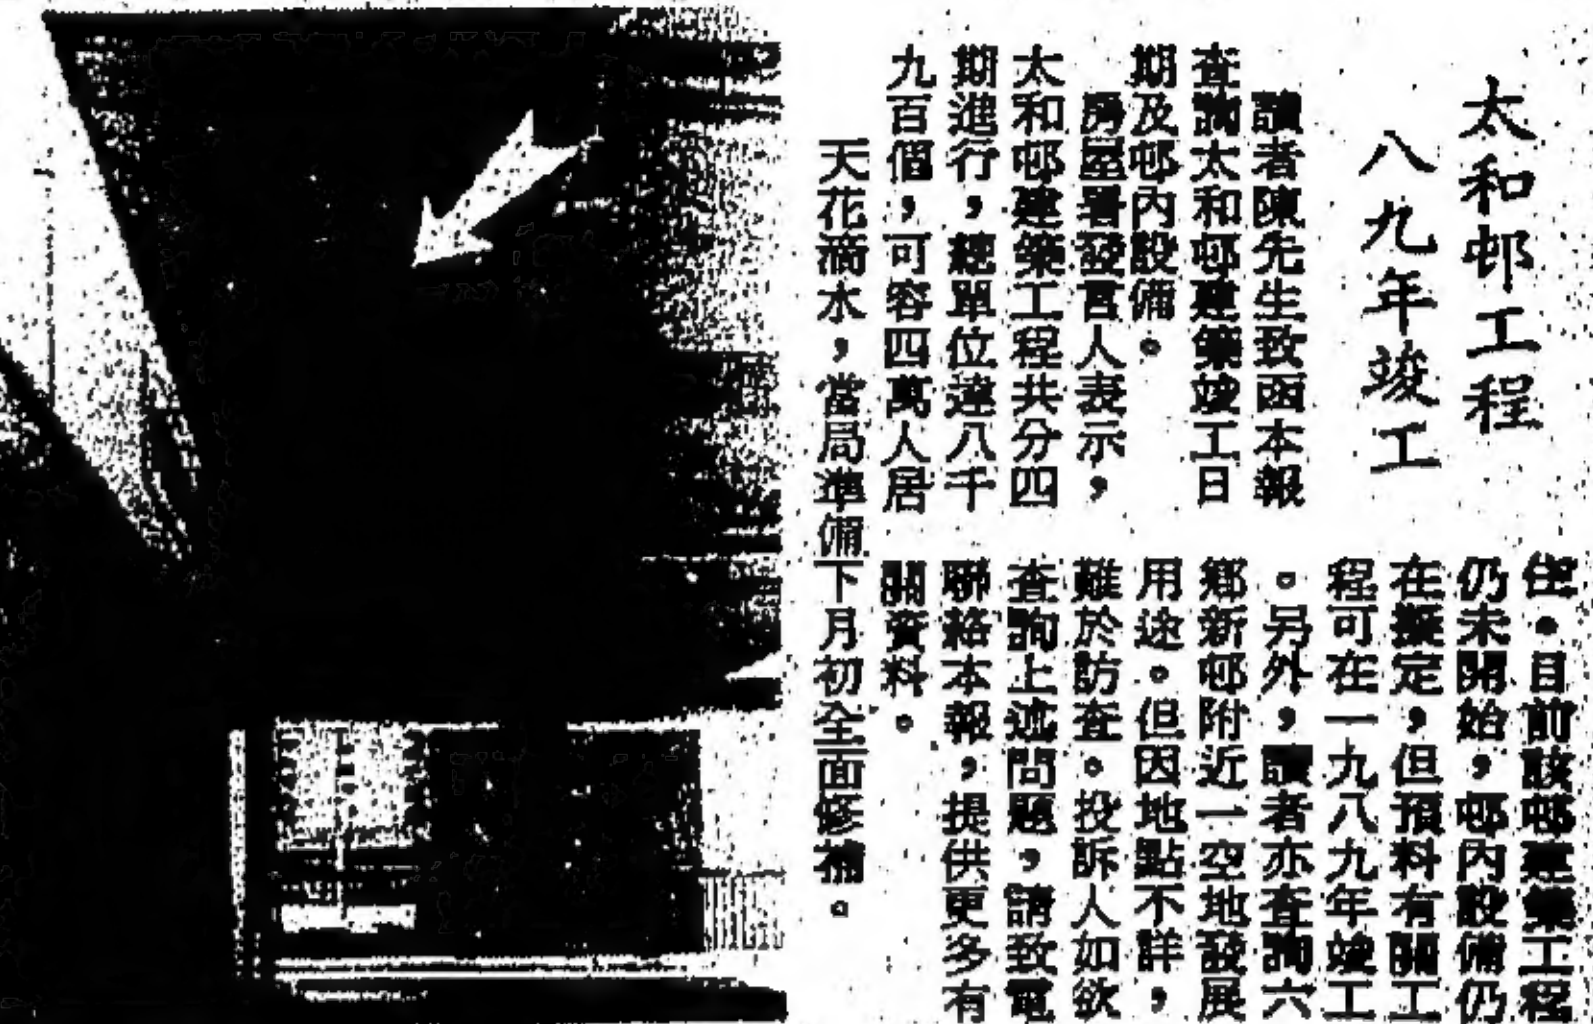 太和邨工程
八九年竣工
讀者陳先生致函本報
查詢太和邨建築竣工日
期及邨內設備。
房屋署發言人表示，
太和邨建築工程共分四
期進行，總單位達八千
九百個，可容四萬人居
住。目前該邨建築工程
仍未開始，邨內設備仍
在擬定，但預料有關工
程可在一九八九年竣工
。另外，讀者亦查詢六
鄉新邨附近一空地發展
用途。但因地點不詳，
難於訪查。投訴人如欲
查詢上述問題，請致電
聯絡本報，提供更多有
關資料。
天花滴水，當局準備下月初全面修補。